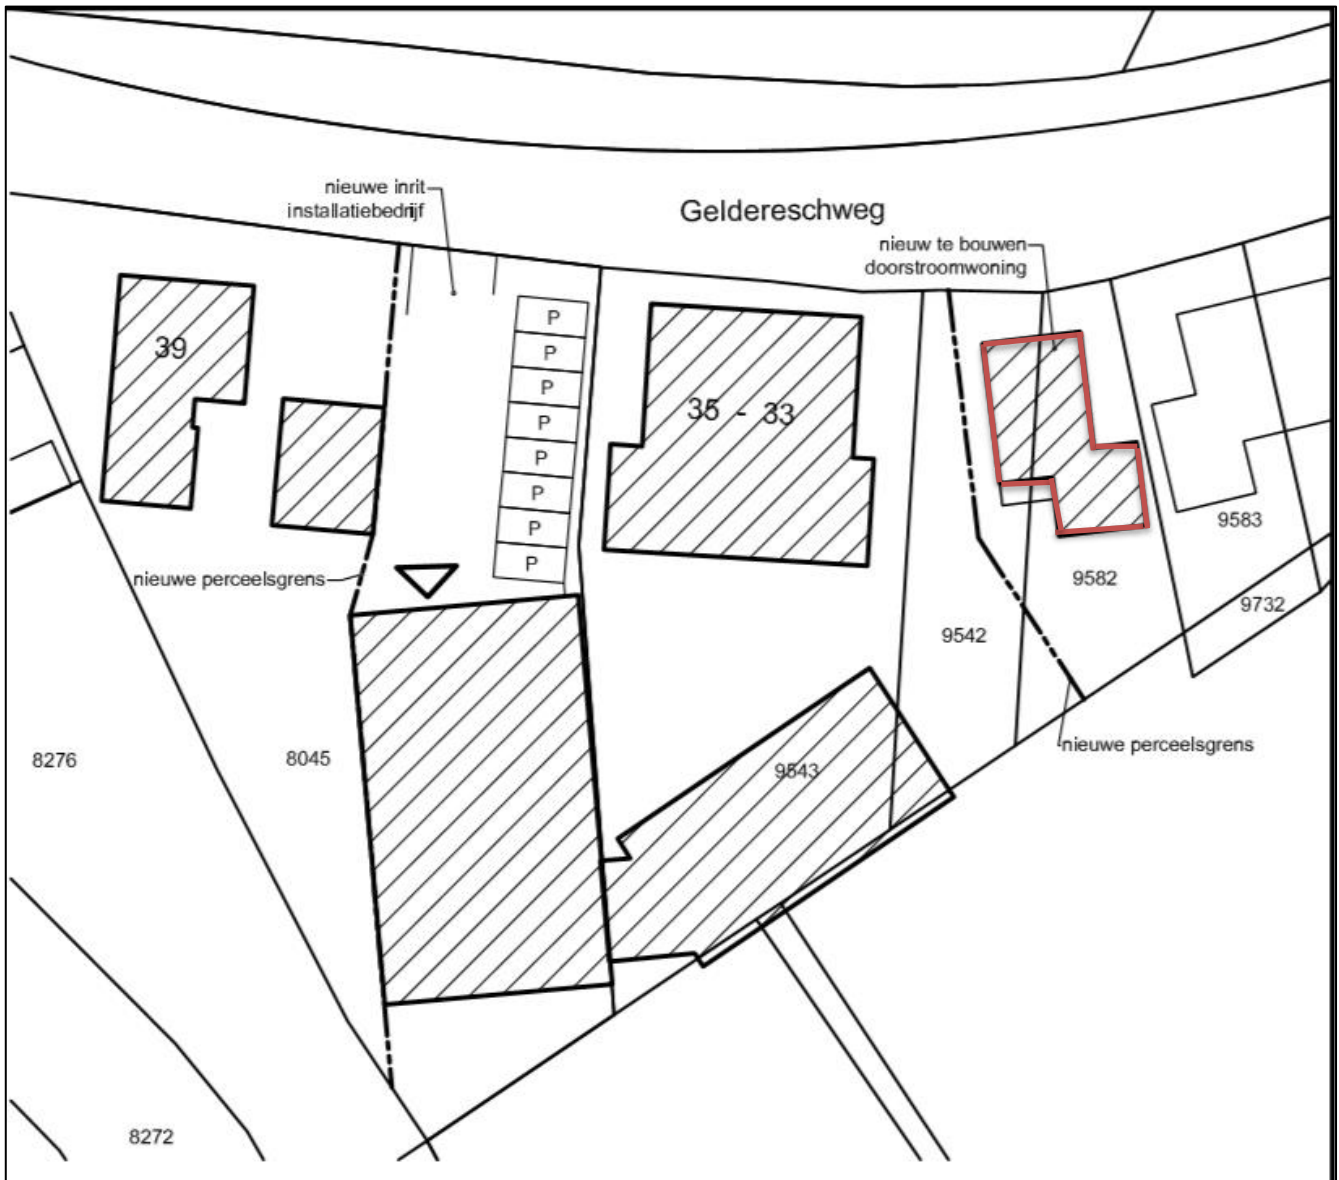 nieuwe inrit
installatiebedrijf
Geldereschweg
nieuw te bouwen
doorstroomwoning
39
P
P
P
P
P
P
P
P
35 - 33
nieuwe perceelsgrens
9583
9582
9732
9542
nieuwe perceelsgrens
8276
8045
9543
8272